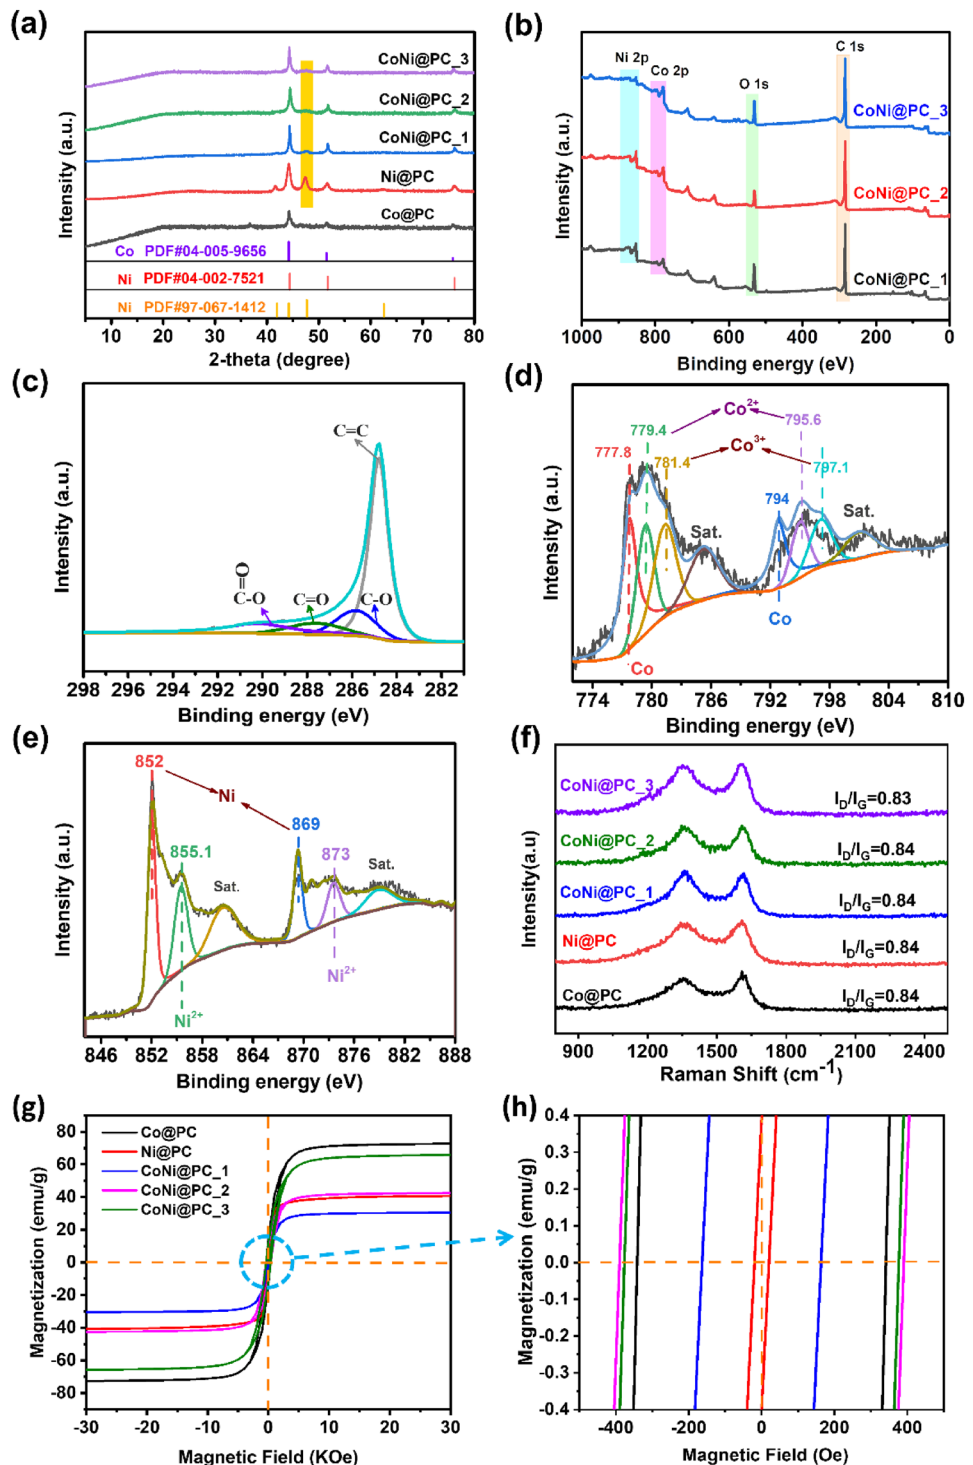 (a)
CoNi@PC_3
CoNi@PC_2
CoNi@PC_1
Ni@PC
Co@PC
Co PDF#04-005-9656
Ni PDF#04-002-7521
Ni PDF#97-067-1412
10 20 30 40 50 60 70 80
2-theta (degree)
Intensity (a.u.)
(b)
Ni 2p
Co 2p
O 1s
C 1s
CoNi@PC_3
CoNi@PC_2
CoNi@PC_1
1000 800 600 400 200 0
Binding energy (eV)
Intensity (a.u.)
(c)
C=C
O
C-O
C=O
C-O
298 296 294 292 290 288 286 284 282 281
Binding energy (eV)
Intensity (a.u.)
(d)
Co2+
779.4
795.6
Co3+
777.8
781.4
797.1
794
Sat.
Sat.
Co
Co
774 780 786 792 798 804 810
Binding energy (eV)
Intensity (a.u.)
(e)
852
Ni
869
855.1
873
Sat.
Sat.
Ni2+
Ni2+
846 852 858 864 870 876 882 888
Binding energy (eV)
Intensity (a.u.)
(f)
CoNi@PC_3
ID/IG=0.83
CoNi@PC_2
ID/IG=0.84
CoNi@PC_1
ID/IG=0.84
Ni@PC
ID/IG=0.84
Co@PC
ID/IG=0.84
900 1200 1500 1800 2100 2400
Raman Shift (cm-1)
Intensity(a.u)
(g)
80
60
40
20
0
-20
-40
-60
-80
Co@PC
Ni@PC
CoNi@PC_1
CoNi@PC_2
CoNi@PC_3
-30 -20 -10 0 10 20 30
Magnetic Field (KOe)
Magnetization (emu/g)
(h)
0.4
0.3
0.2
0.1
0.0
-0.1
-0.2
-0.3
-0.4
-400 -200 0 200 400
Magnetic Field (Oe)
Magnetization (emu/g)